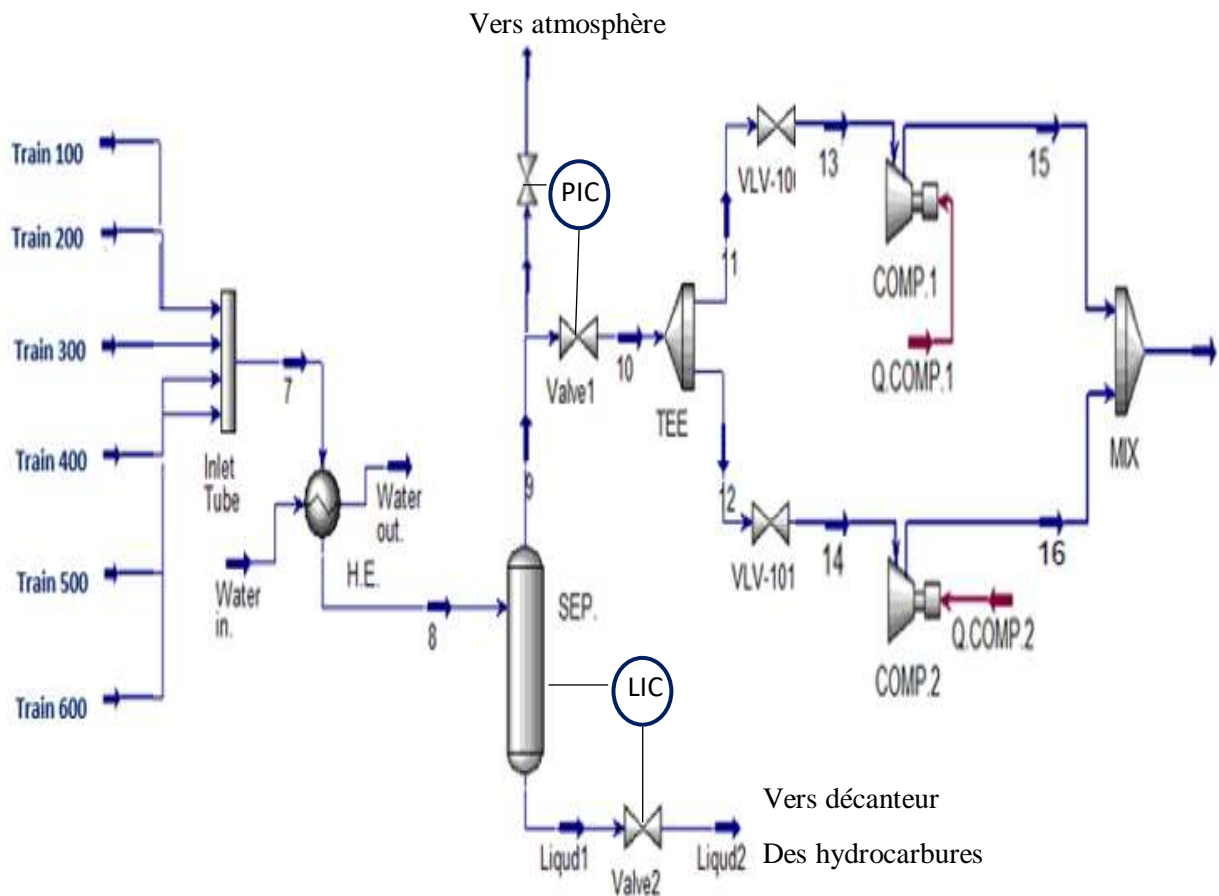 Vers atmosphère
Train 100
Train 200
Train 300
Train 400
Train 500
Train 600
Inlet
Tube
7
Water
in.
Water
out.
H.E.
8
SEP.
9
PIC
Valve1
10
TEE
11
12
VLV-100
13
COMP.1
Q.COMP.1
15
VLV-101
14
COMP.2
Q.COMP.2
16
MIX
LIC
Liqud1
Valve2
Liqud2
Vers décanteur
Des hydrocarbures